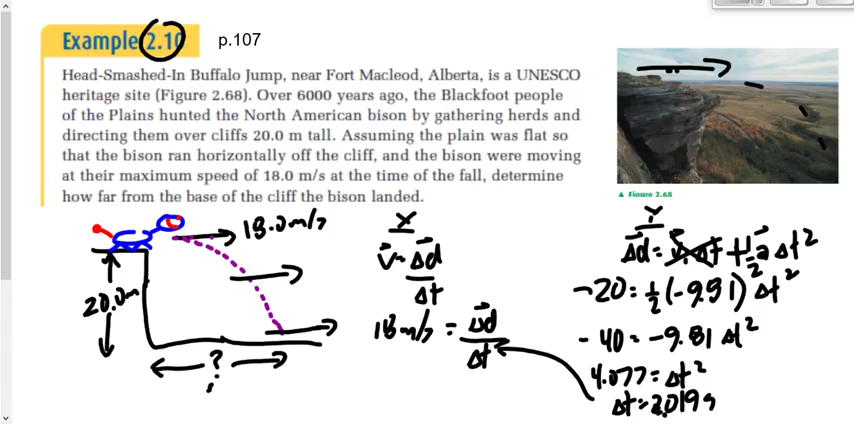 Example 2.10
p.107
Head-Smashed-In Buffalo Jump, near Fort Macleod, Alberta, is a UNESCO
heritage site (Figure 2.68). Over 6000 years ago, the Blackfoot people
of the Plains hunted the North American bison by gathering herds and
directing them over cliffs 20.0 m tall. Assuming the plain was flat so
that the bison ran horizontally off the cliff, and the bison were moving
at their maximum speed of 18.0 m/s at the time of the fall, determine
how far from the base of the cliff the bison landed.
▲ Figure 2.68
18.0m/s
20.0m
?
X
v⃗ = Δd⃗/Δt
18 m/s = Δd⃗/Δt
Y
Δd⃗ = v⃗ᵢΔt + ½ a⃗ Δt²
-20 = ½(-9.81) Δt²
-40 = -9.81 Δt²
4.077 = Δt²
Δt = 2.019s